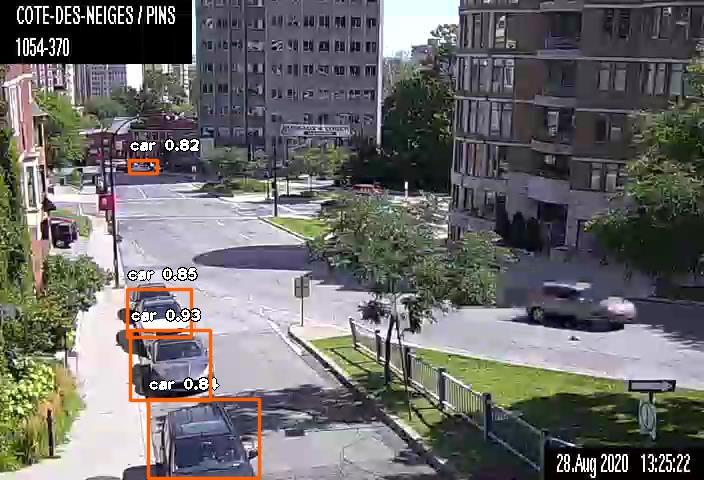 COTE-DES-NEIGES / PINS
1054-370
car 0.82
car 0.85
car 0.93
car 0.84
28.Aug 2020 13:25:22